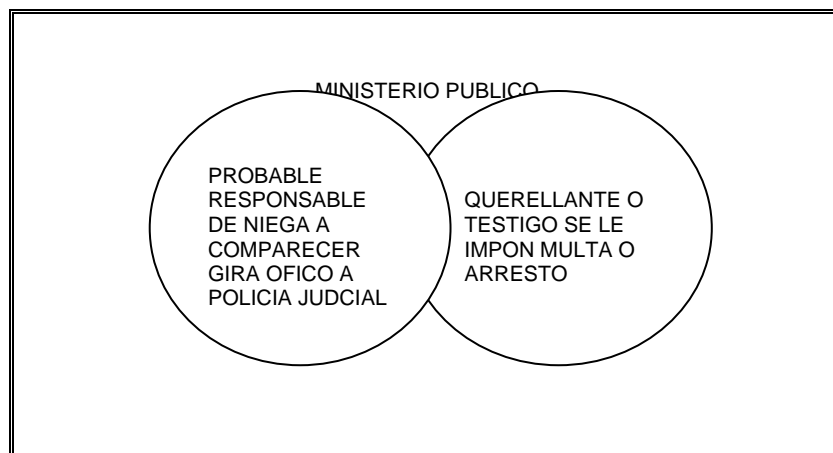 MINISTERIO PUBLICO
PROBABLE
RESPONSABLE
DE NIEGA A
COMPARECER
GIRA OFICO A
POLICIA JUDCIAL
QUERELLANTE O
TESTIGO SE LE
IMPON MULTA O
ARRESTO